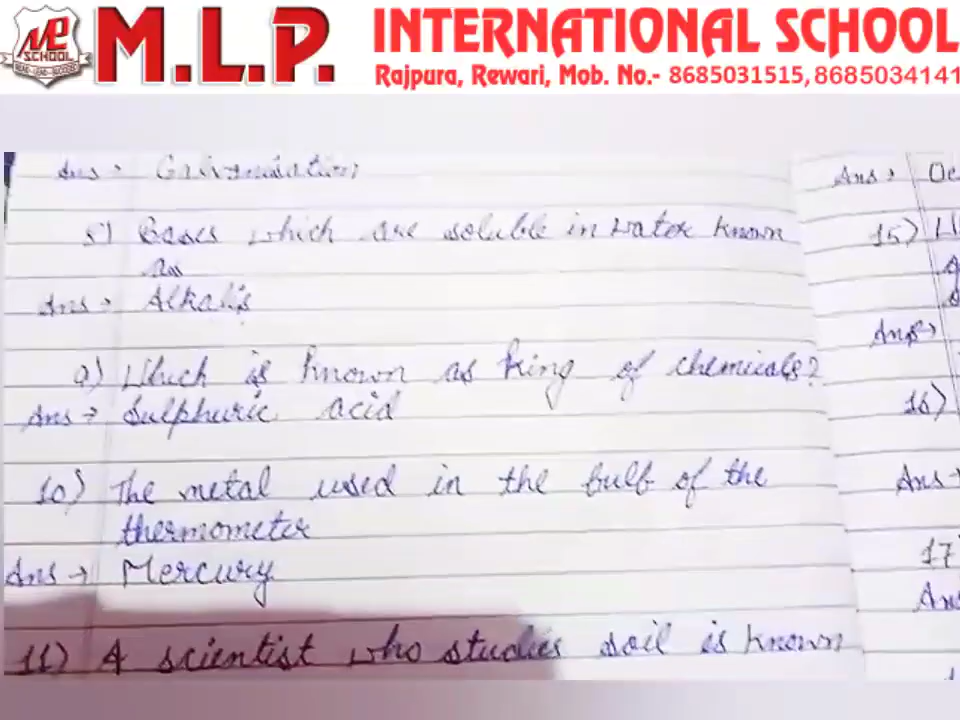 MLP
SCHOOL
M.L.P. INTERNATIONAL SCHOOL
Rajpura, Rewari, Mob. No.- 8685031515, 8685034141
Ans → Galvanisation
8) Bases which are soluble in water known
as
Ans → Alkalis
9) Which is known as king of chemicals?
Ans → Sulphuric acid
10) The metal used in the bulb of the
thermometer
Ans → Mercury
11) A scientist who studies soil is known
Ans →
15)
Ans →
16)
Ans →
17
Ans